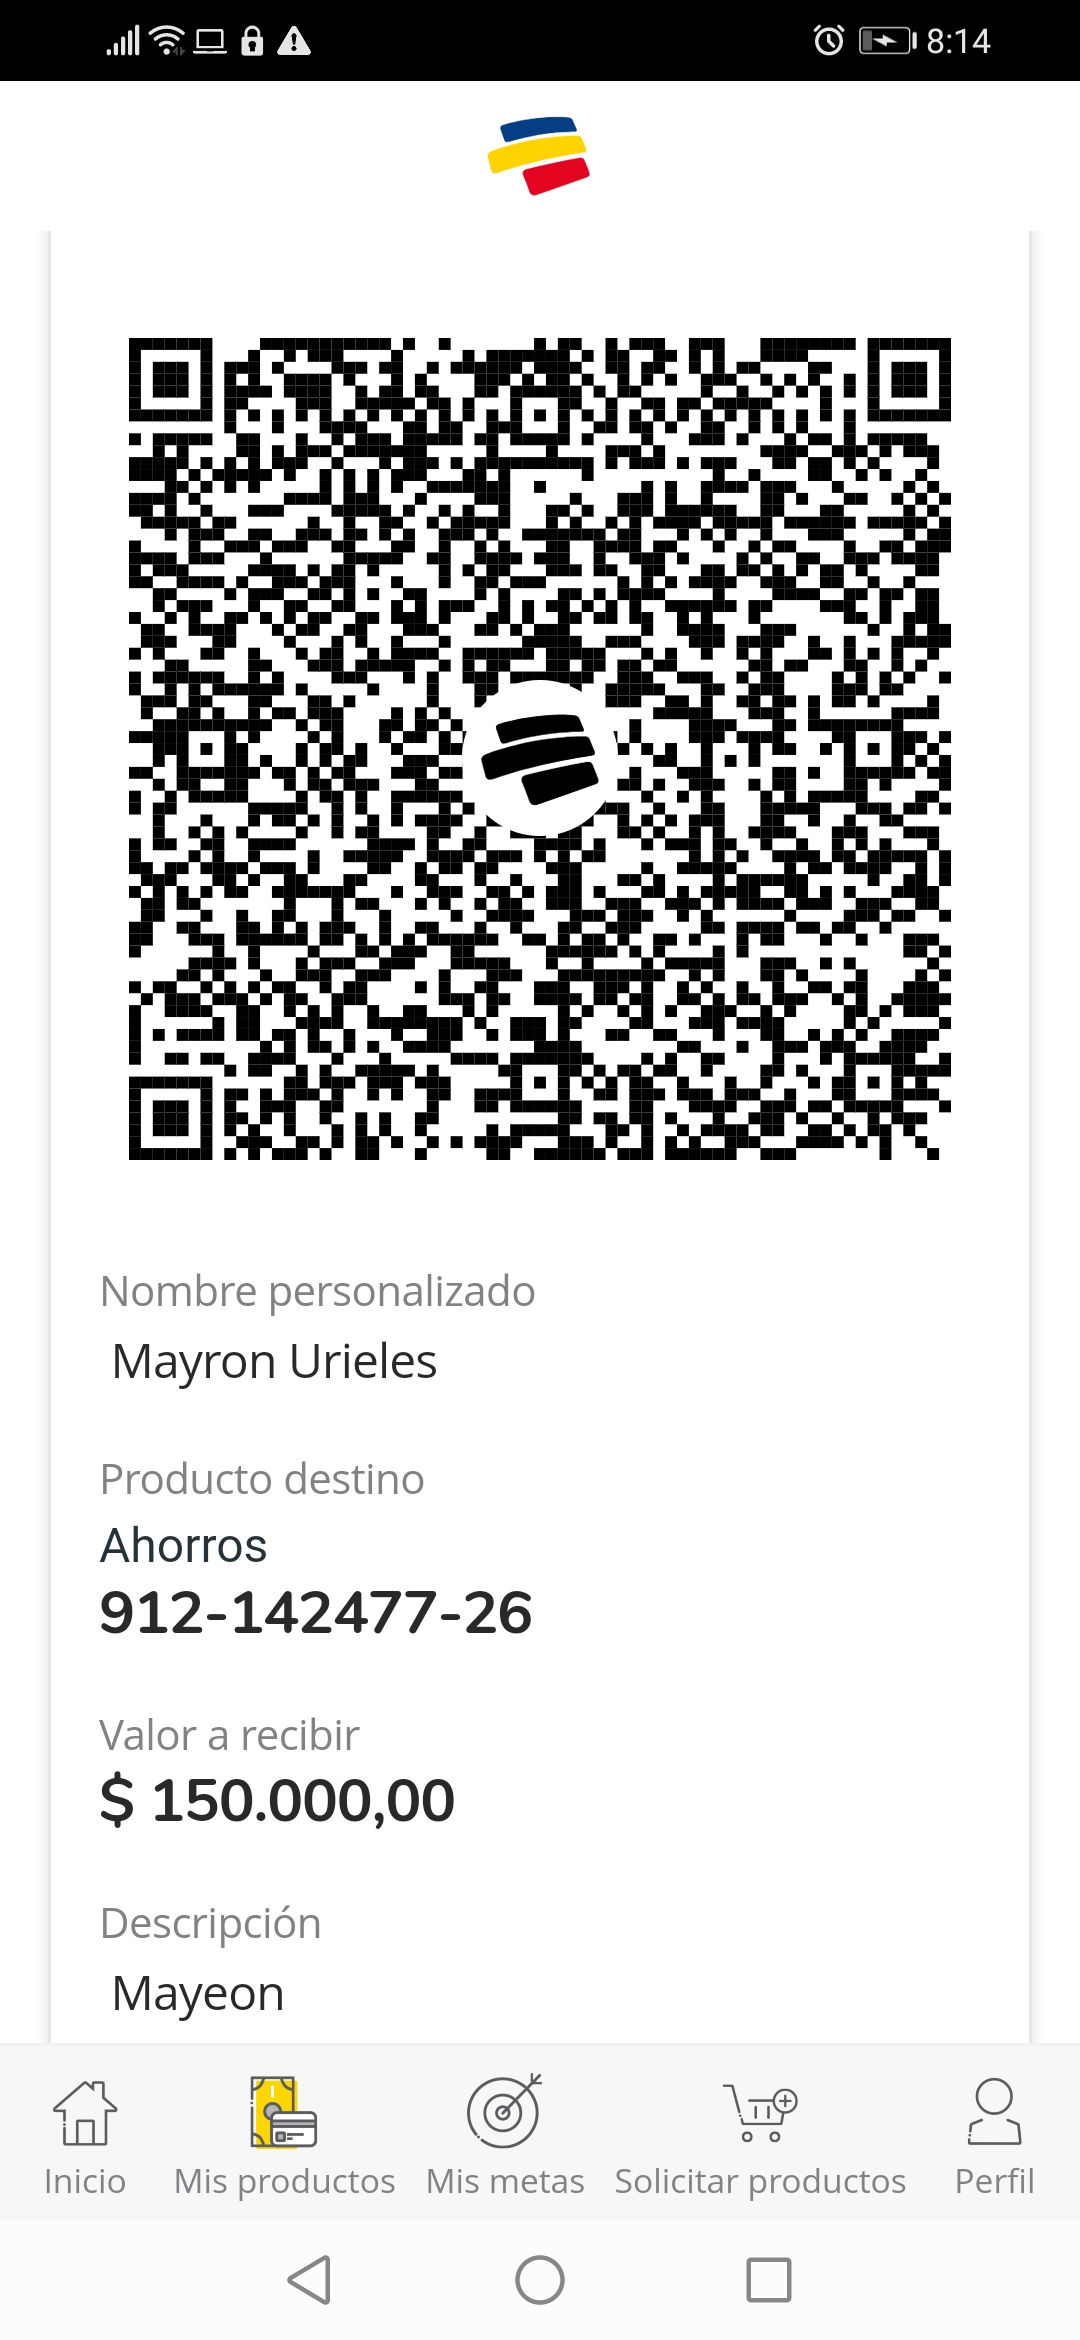 8:14
Nombre personalizado
Mayron Urieles
Producto destino
Ahorros
912-142477-26
Valor a recibir
$ 150.000,00
Descripción
Mayeon
Inicio
Mis productos
Mis metas
Solicitar productos
Perfil